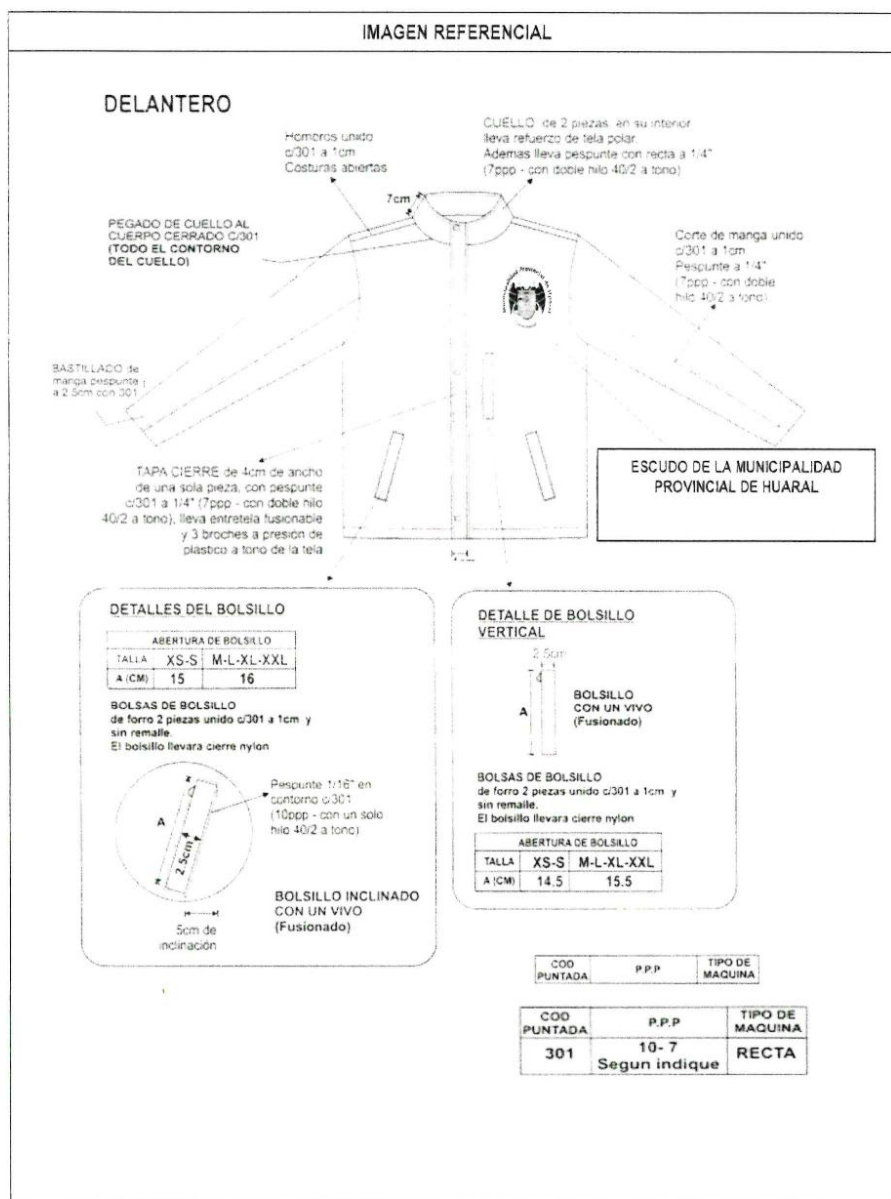 IMAGEN REFERENCIAL
DELANTERO
Hombros unido
c/301 a 1cm
Costuras abiertas
CUELLO de 2 piezas, en su interior
lleva refuerzo de tela polar.
Ademas lleva pespunte con recta a 1/4"
(7ppp - con doble hilo 40/2 a tono)
7cm
PEGADO DE CUELLO AL
CUERPO CERRADO C/301
(TODO EL CONTORNO
DEL CUELLO)
Corte de manga unido
c/301 a 1cm
Pespunte a 1/4"
(7ppp - con doble
hilo 40/2 a tono)
BASTILLADO de
manga pespunte
a 2.5cm con 301
TAPA CIERRE de 4cm de ancho
de una sola pieza, con pespunte
c/301 a 1/4" (7ppp - con doble hilo
40/2 a tono), lleva entretela fusionable
y 3 broches a presion de
plastico a tono de la tela
ESCUDO DE LA MUNICIPALIDAD
PROVINCIAL DE HUARAL
DETALLES DEL BOLSILLO
ABERTURA DE BOLSILLO
TALLA XS-S M-L-XL-XXL
A (CM) 15 16
BOLSAS DE BOLSILLO
de forro 2 piezas unido c/301 a 1cm y
sin remalle.
El bolsillo llevara cierre nylon
Pespunte 1/16" en
contorno c/301
(10ppp - con un solo
hilo 40/2 a tono)
A
2.5cm
5cm de
inclinación
BOLSILLO INCLINADO
CON UN VIVO
(Fusionado)
DETALLE DE BOLSILLO
VERTICAL
2.5cm
A
BOLSILLO
CON UN VIVO
(Fusionado)
BOLSAS DE BOLSILLO
de forro 2 piezas unido c/301 a 1cm y
sin remalle.
El bolsillo llevara cierre nylon
ABERTURA DE BOLSILLO
TALLA XS-S M-L-XL-XXL
A (CM) 14.5 15.5
COD PUNTADA P.P.P TIPO DE MAQUINA
COD PUNTADA P.P.P TIPO DE MAQUINA
301 10- 7 Segun indique RECTA